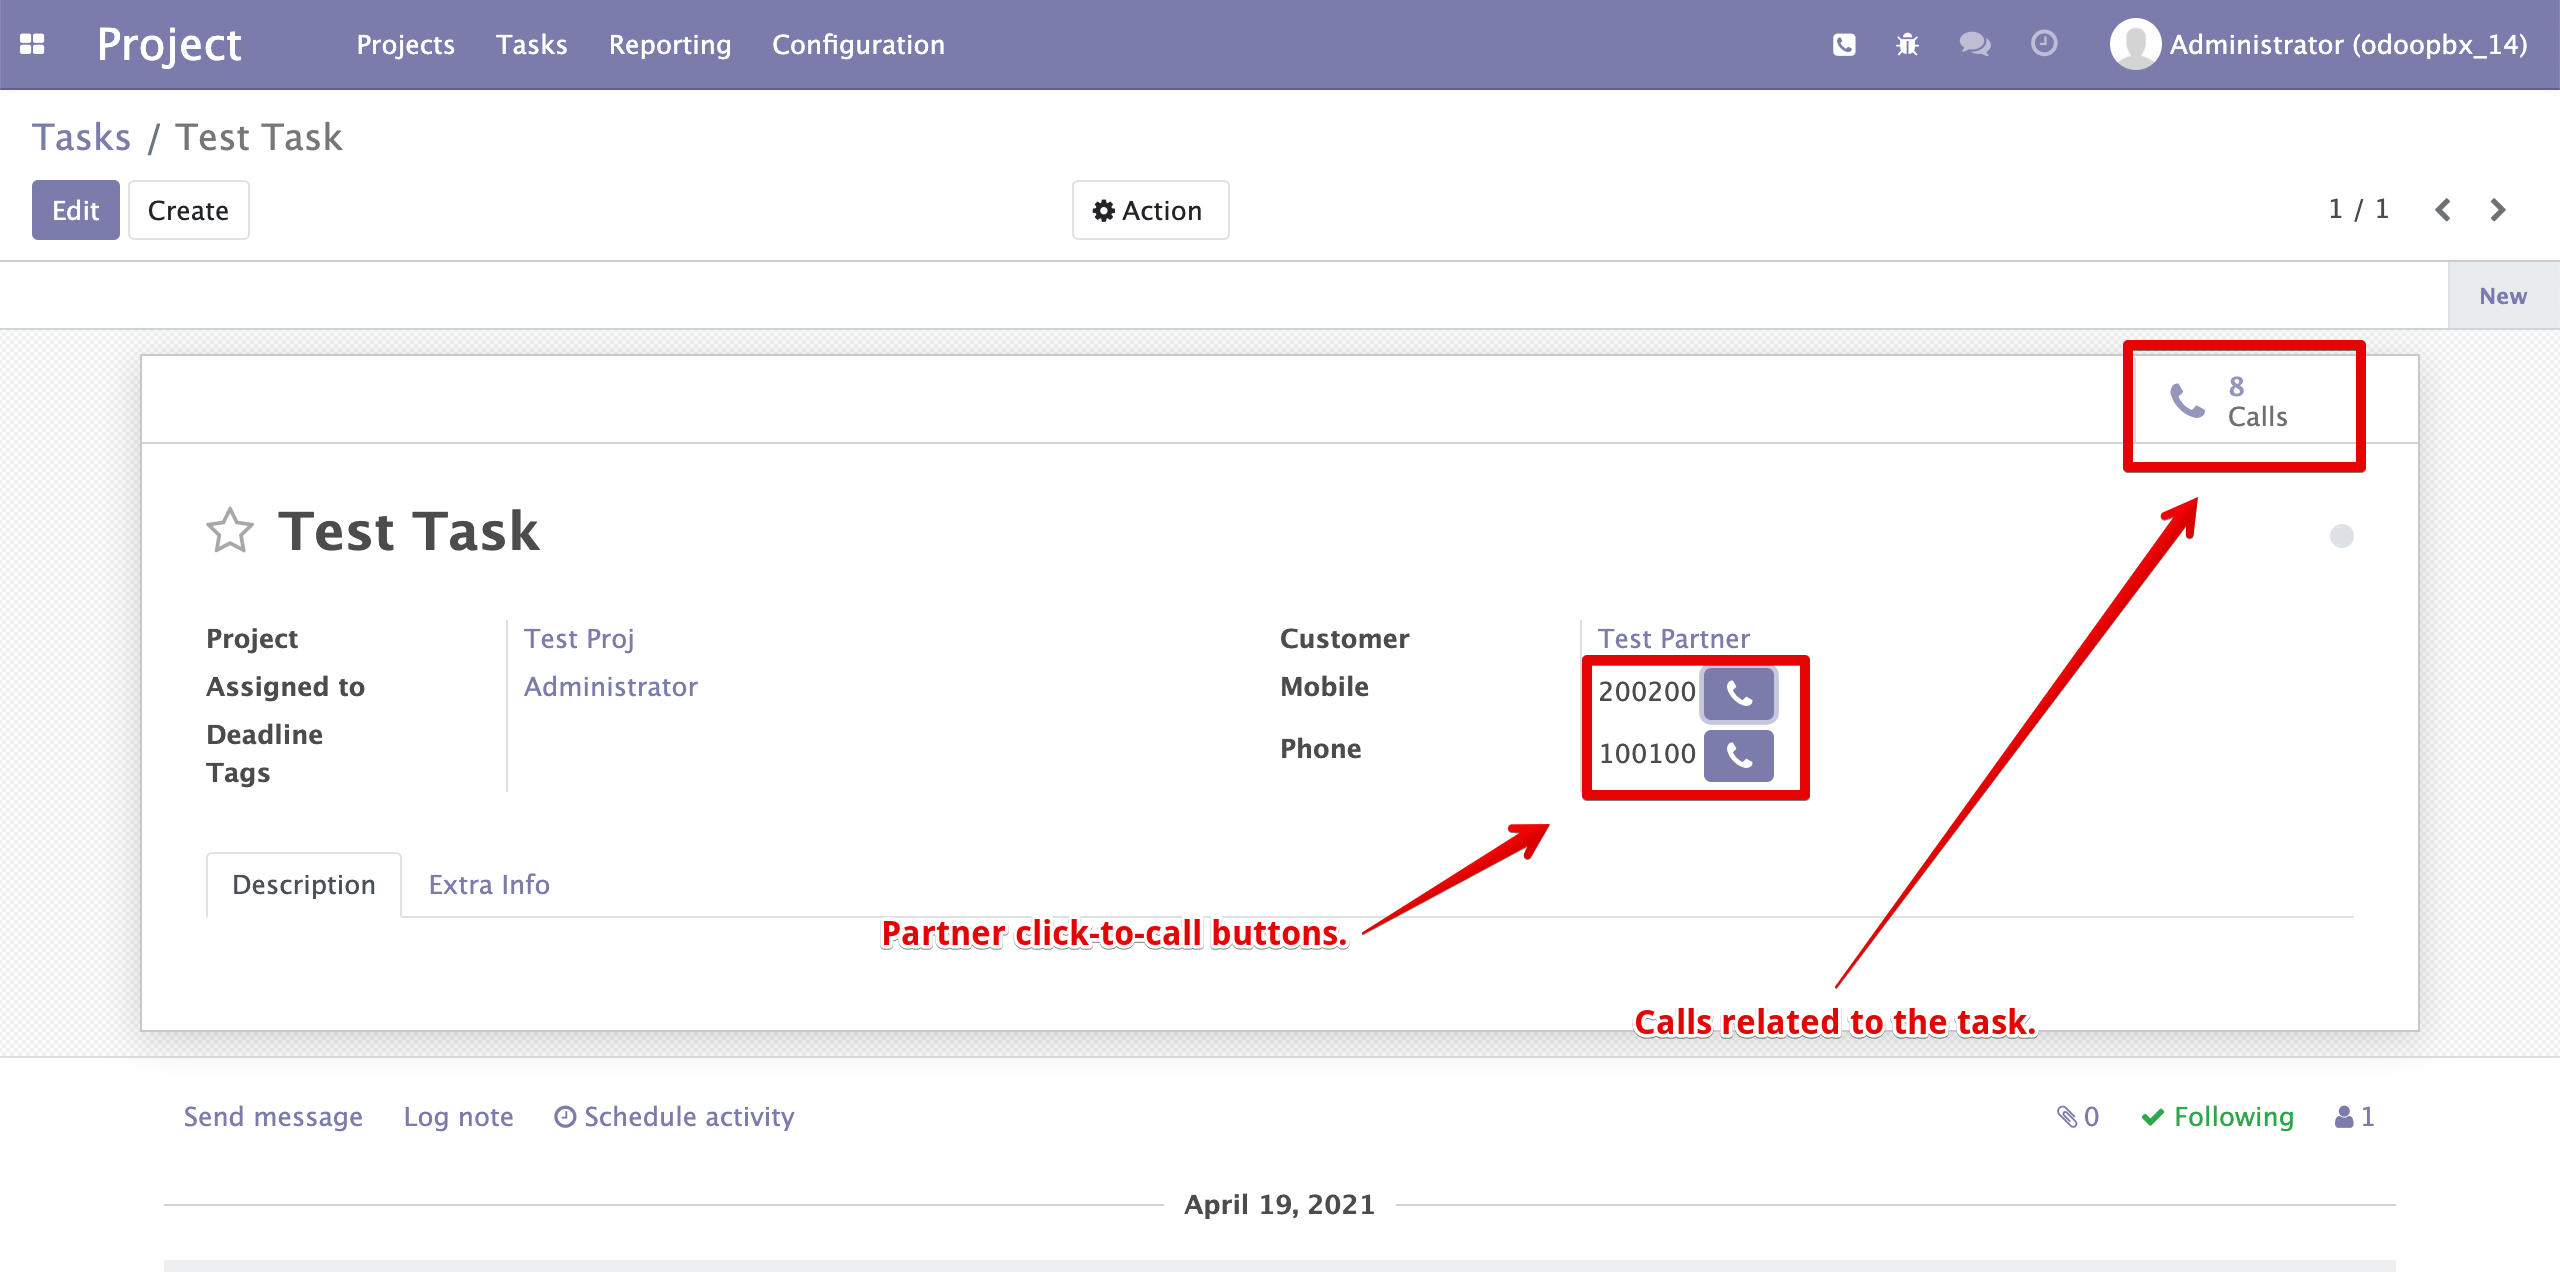 Project Projects Tasks Reporting Configuration Administrator (odoopbx_14)
Tasks / Test Task
Edit Create Action 1 / 1
New
8
Calls
Test Task
Project Test Proj
Assigned to Administrator
Deadline
Tags
Customer Test Partner
Mobile 200200
Phone 100100
Description Extra Info
Partner click-to-call buttons.
Calls related to the task.
Send message Log note Schedule activity 0 Following 1
April 19, 2021